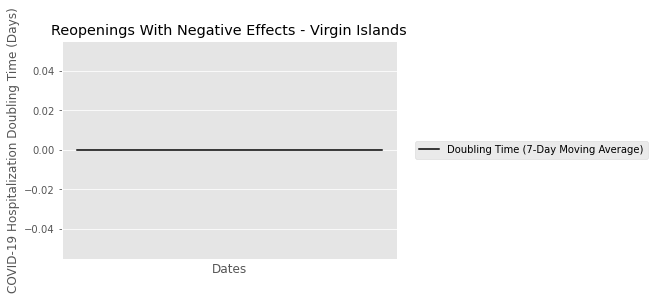 Reopenings With Negative Effects - Virgin Islands
COVID-19 Hospitalization Doubling Time (Days)
0.04
0.02
0.00
−0.02
−0.04
Dates
Doubling Time (7-Day Moving Average)